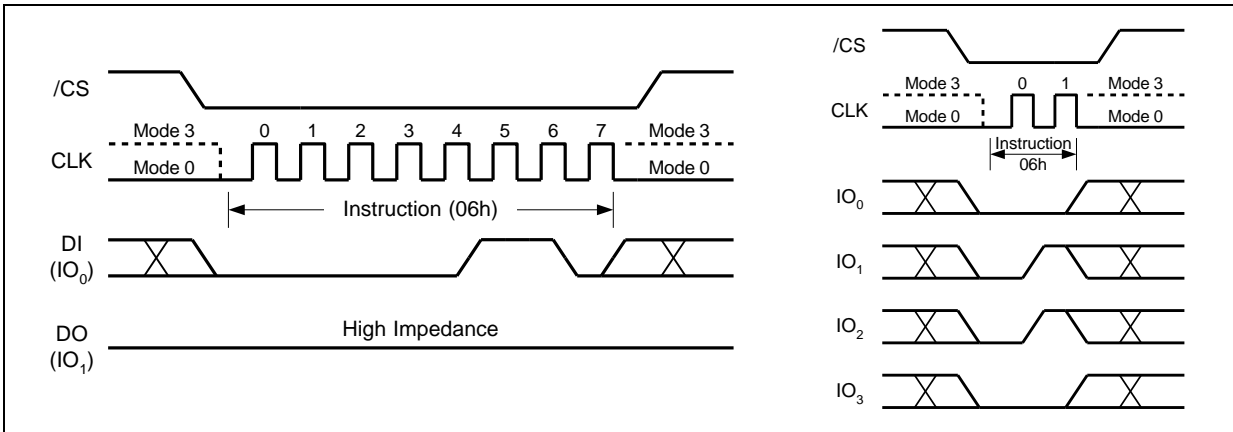 /CS
Mode 3 0 1 2 3 4 5 6 7 Mode 3
CLK
Mode 0 Mode 0
Instruction (06h)
DI
(IO0)
High Impedance
DO
(IO1)
/CS
Mode 3 0 1 Mode 3
CLK
Mode 0 Mode 0
Instruction
06h
IO0
IO1
IO2
IO3